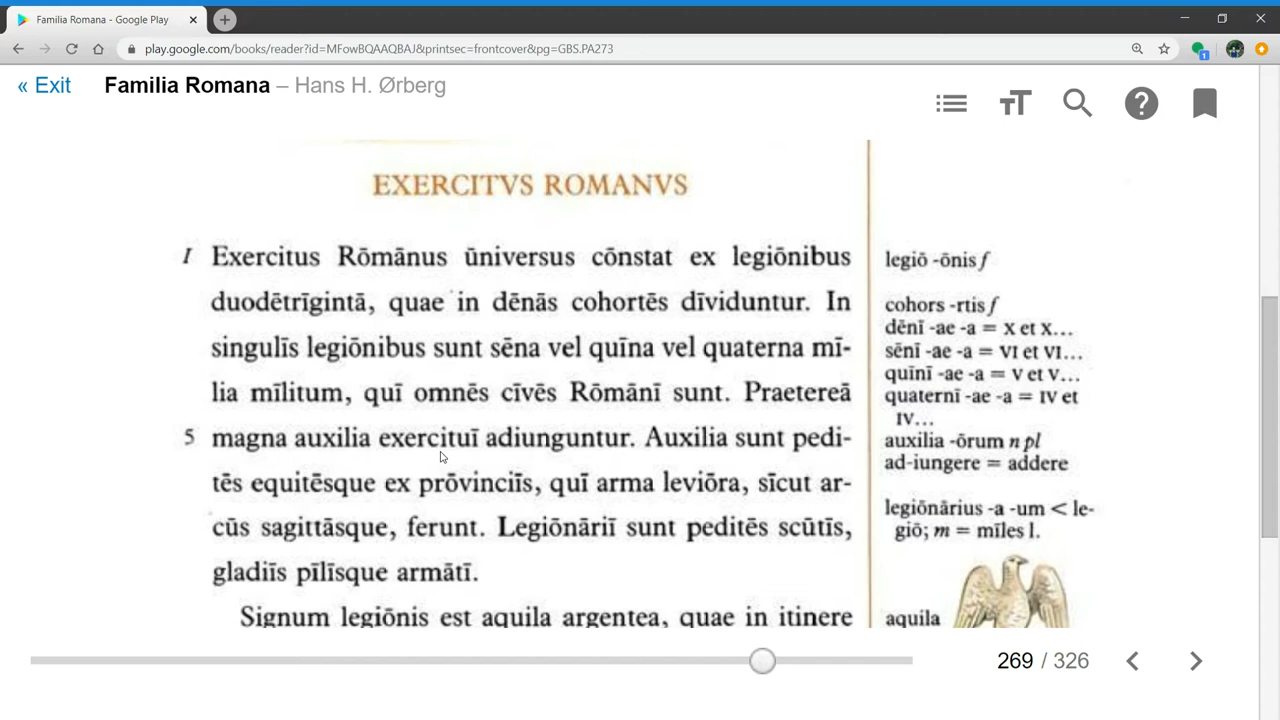 Familia Romana - Google Play
play.google.com/books/reader?id=MFowBQAAQBAJ&printsec=frontcover&pg=GBS.PA273
1
« Exit Familia Romana – Hans H. Ørberg
EXERCITVS ROMANVS
I Exercitus Rōmānus ūniversus cōnstat ex legiōnibus
duodētrīgintā, quae in dēnās cohortēs dīviduntur. In
singulīs legiōnibus sunt sēna vel quīna vel quaterna mī-
lia mīlitum, quī omnēs cīvēs Rōmānī sunt. Praetereā
5 magna auxilia exercituī adiunguntur. Auxilia sunt pedi-
tēs equitēsque ex prōvinciīs, quī arma leviōra, sīcut ar-
cūs sagittāsque, ferunt. Legiōnāriī sunt peditēs scūtīs,
gladiīs pīlīsque armātī.
Signum legiōnis est aquila argentea, quae in itinere
legiō -ōnis f
cohors -rtis f
dēnī -ae -a = X et X...
sēnī -ae -a = VI et VI...
quīnī -ae -a = V et V...
quaternī -ae -a = IV et
IV...
auxilia -ōrum n pl
ad-iungere = addere
legiōnārius -a -um < le-
giō; m = mīles l.
aquila
269 / 326